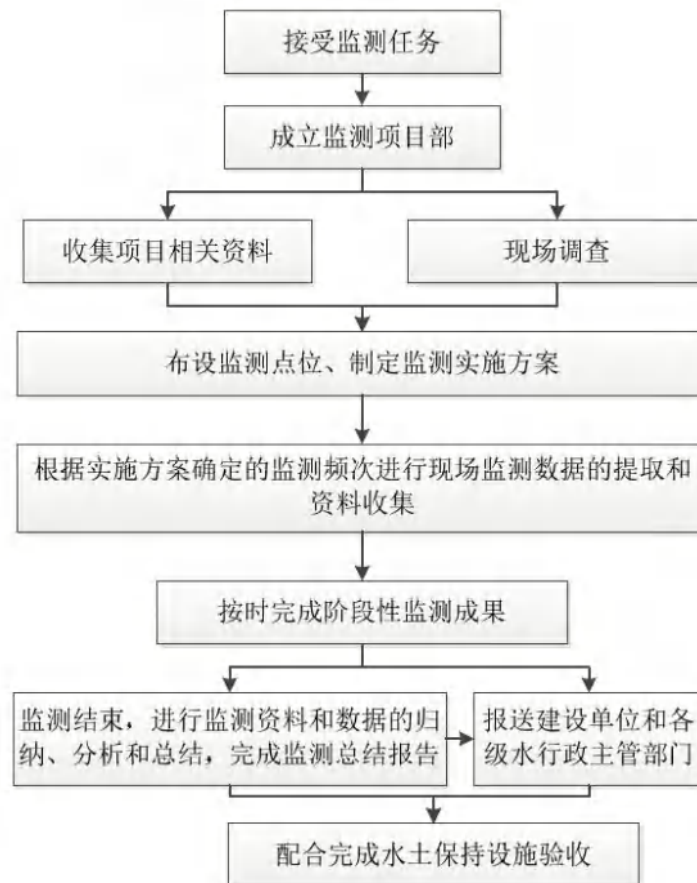 接受监测任务
成立监测项目部
收集项目相关资料
现场调查
布设监测点位、制定监测实施方案
根据实施方案确定的监测频次进行现场监测数据的提取和
资料收集
按时完成阶段性监测成果
监测结束，进行监测资料和数据的归
纳、分析和总结，完成监测总结报告
报送建设单位和各
级水行政主管部门
配合完成水土保持设施验收